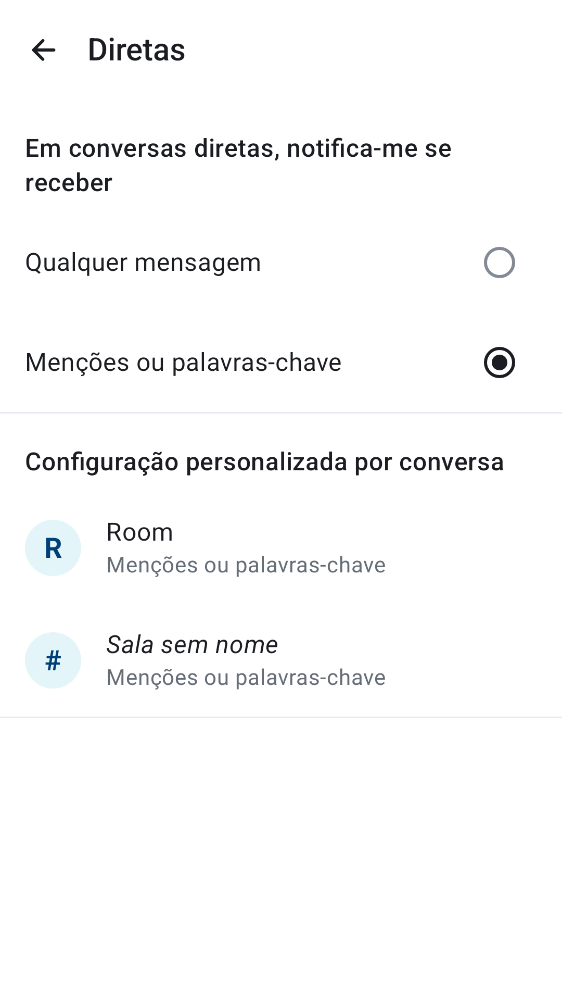 Diretas
Em conversas diretas, notifica-me se
receber
Qualquer mensagem
Menções ou palavras-chave
Configuração personalizada por conversa
R
Room
Menções ou palavras-chave
#
Sala sem nome
Menções ou palavras-chave